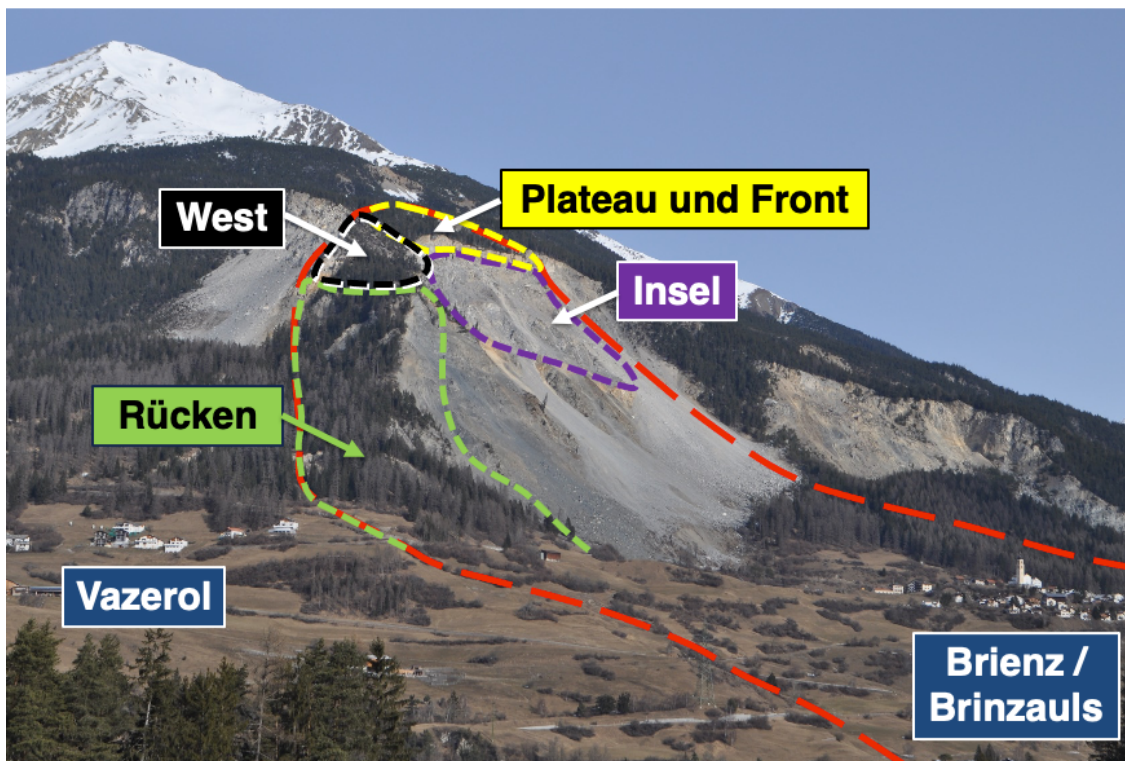 Plateau und Front
West
Insel
Rücken
Vazerol
Brienz /
Brinzauls